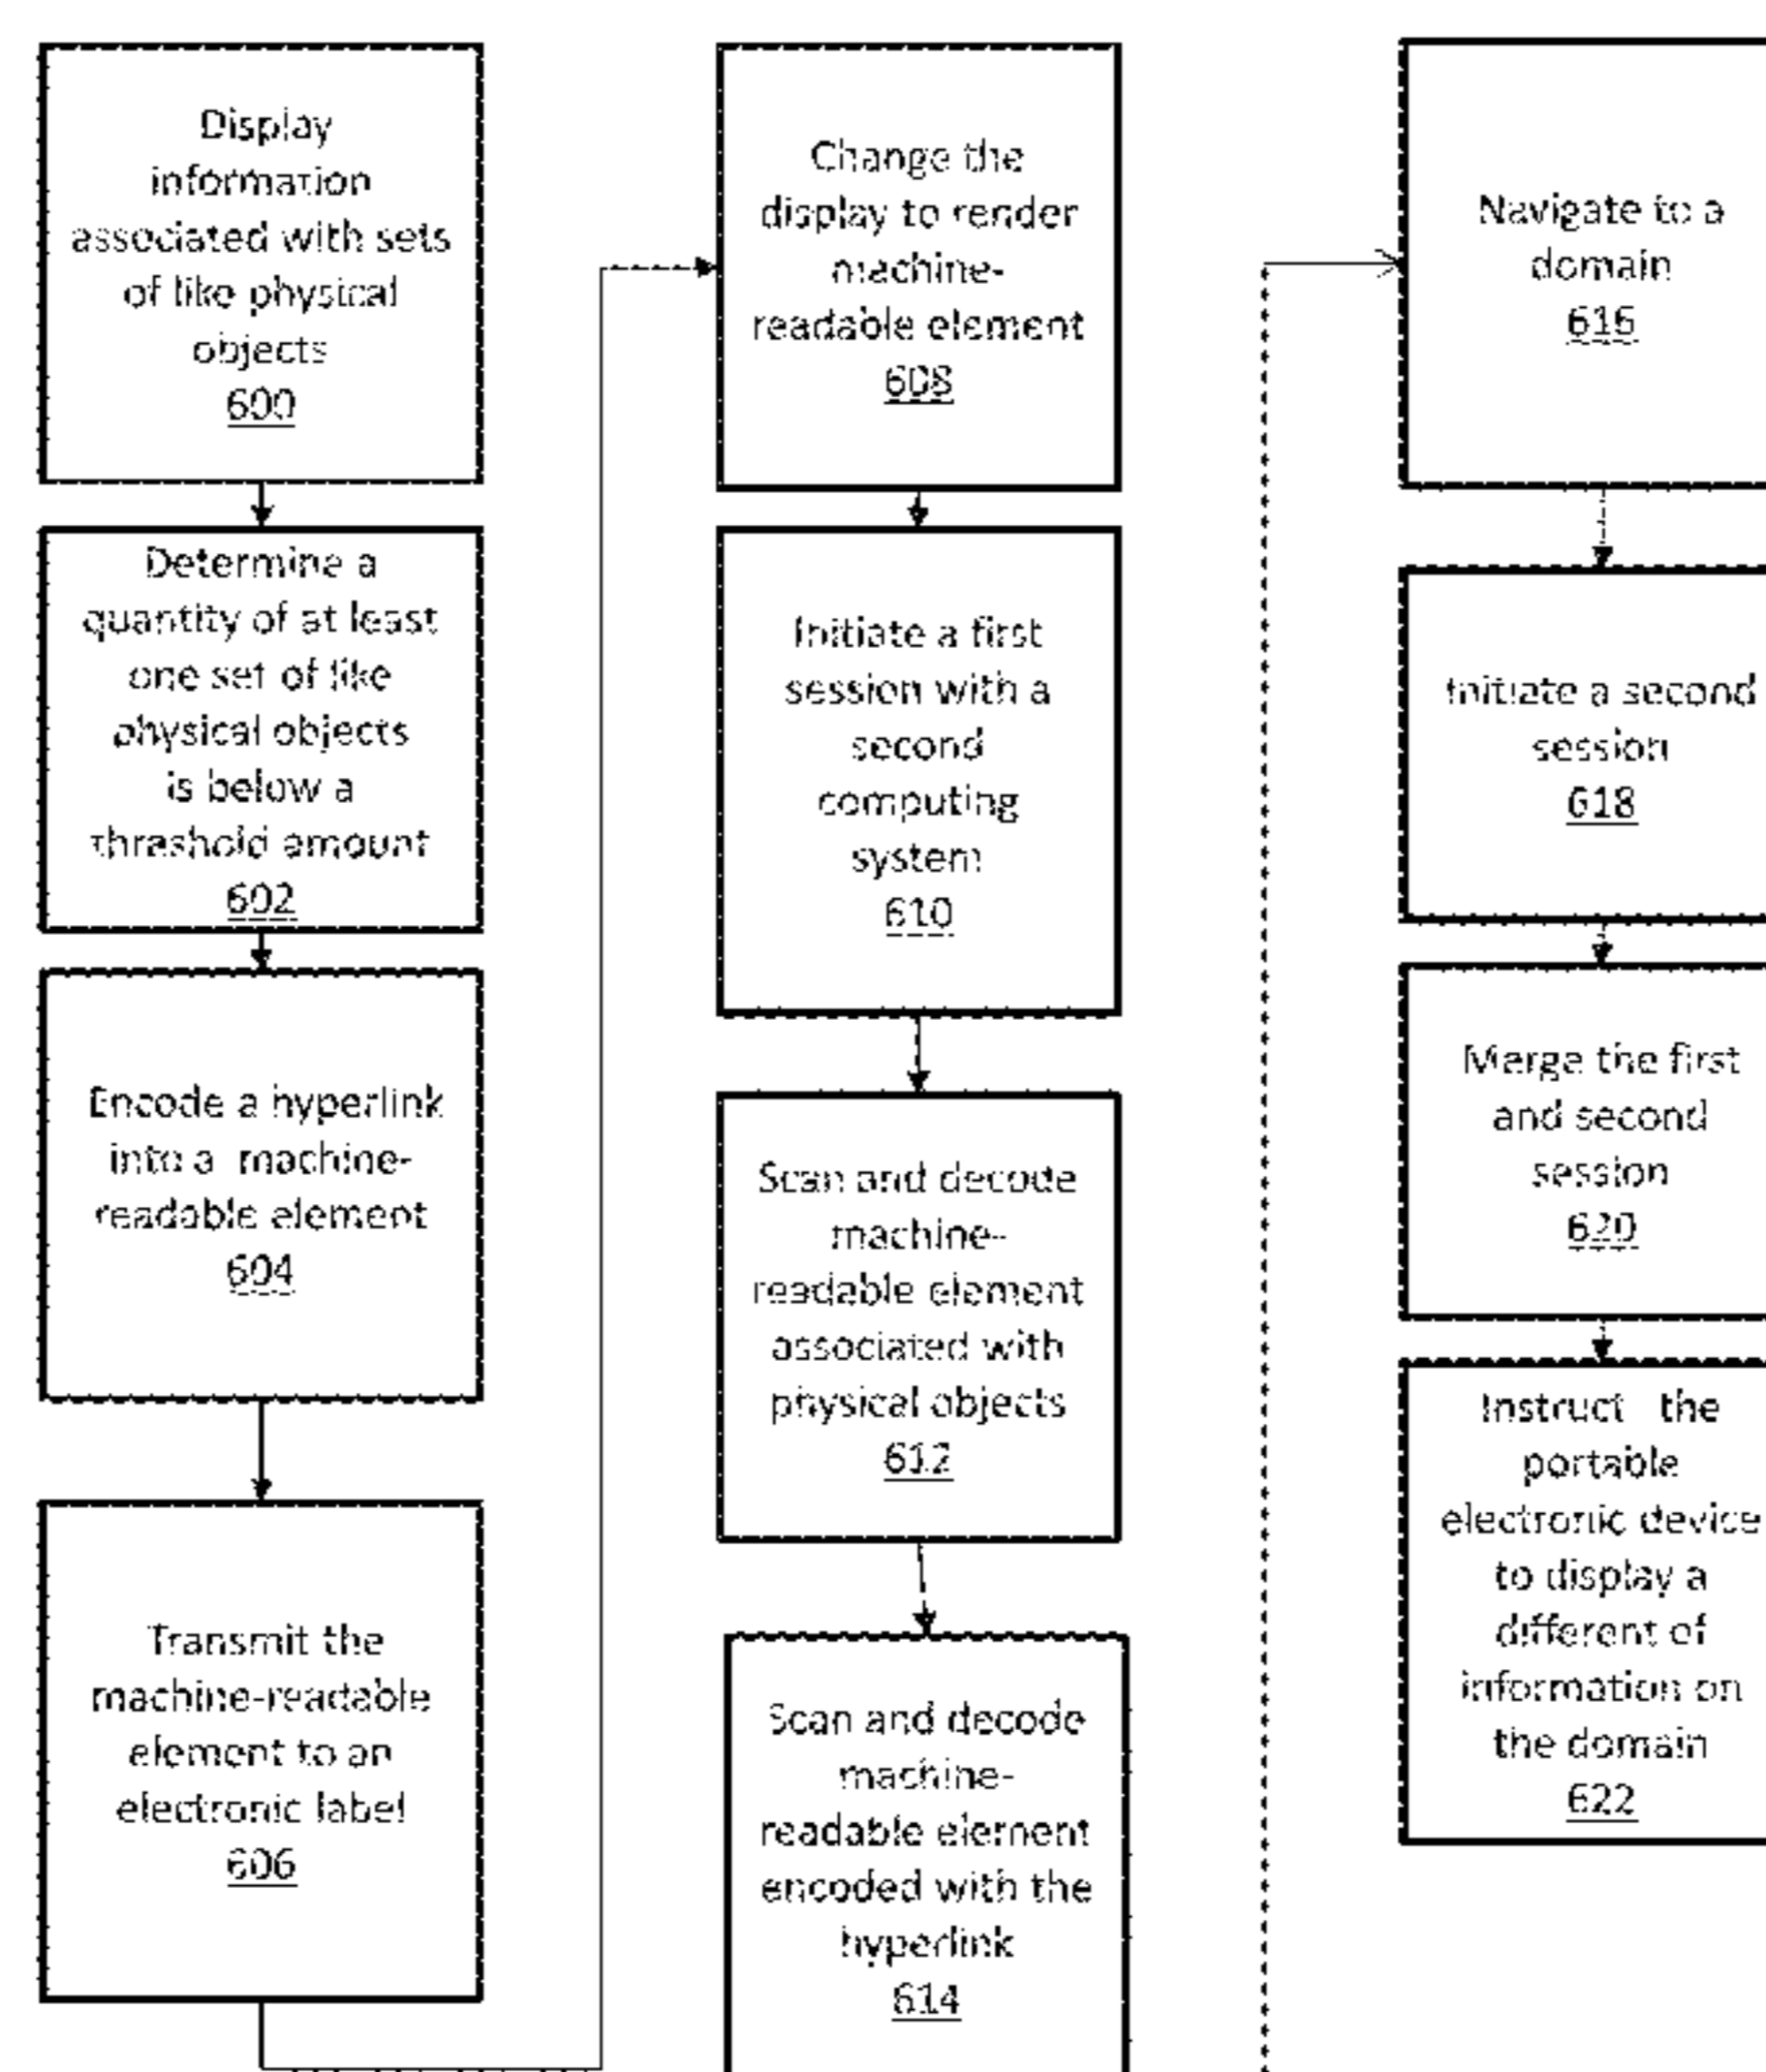 Display
information
associated with sets
of like physical
objects
600
Determine a
quantity of at least
one set of like
physical objects
is below a
threshold amount
602
Encode a hyperlink
into a machine-
readable element
604
Transmit the
machine-readable
element to an
electronic label
606
Change the
display to render
machine-
readable element
608
Initiate a first
session with a
second
computing
system
610
Scan and decode
machine-
readable element
associated with
physical objects
612
Scan and decode
machine-
readable element
encoded with the
hyperlink
614
Navigate to a
domain
616
Initiate a second
session
618
Merge the first
and second
session
620
Instruct the
portable
electronic device
to display a
different of
information on
the domain
622